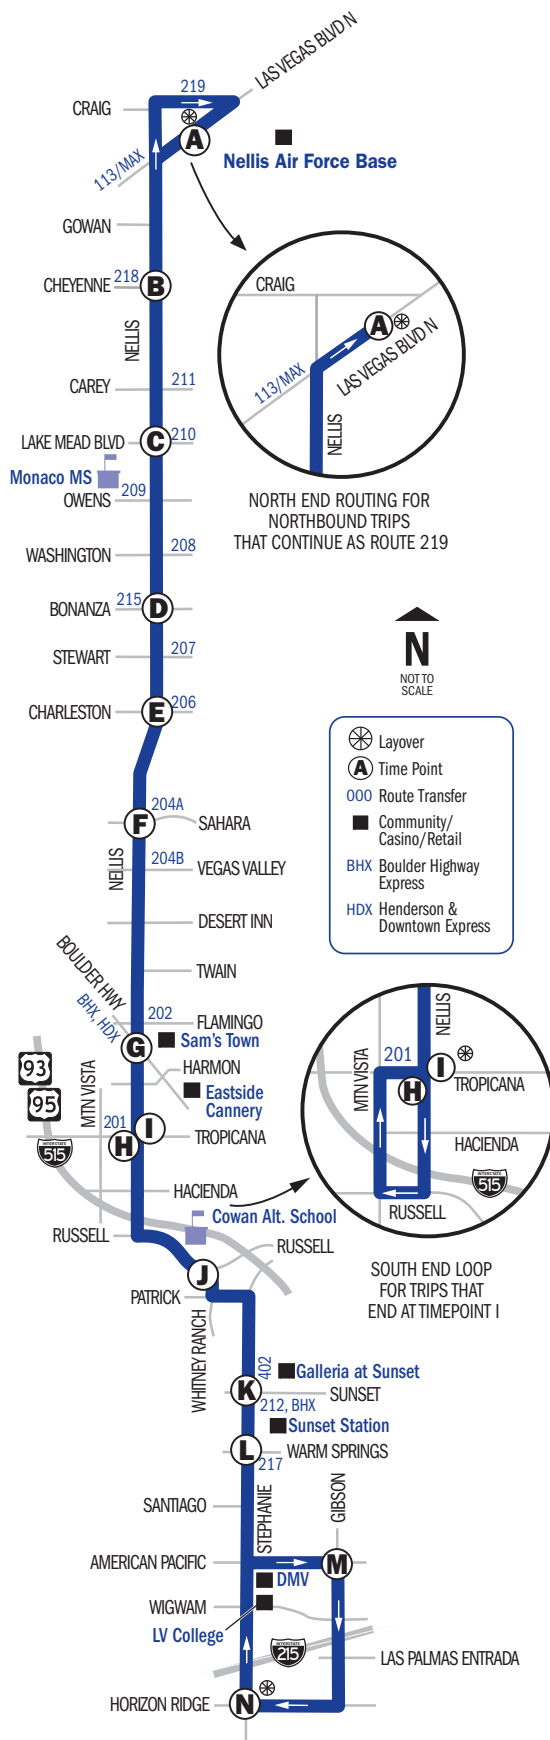 LAS VEGAS BLVD N
219
CRAIG
A
Nellis Air Force Base
113/MAX
GOWAN
218
CHEYENNE
B
CRAIG
A
LAS VEGAS BLVD N
113/MAX
NELLIS
NELLIS
CAREY
211
LAKE MEAD BLVD
C
210
Monaco MS
209
OWENS
NORTH END ROUTING FOR
NORTHBOUND TRIPS
THAT CONTINUE AS ROUTE 219
WASHINGTON
208
215
BONANZA
D
STEWART
207
N
NOT TO
SCALE
CHARLESTON
E
206
Layover
A
Time Point
000
Route Transfer
Community/
Casino/Retail
BHX
Boulder Highway
Express
HDX
Henderson &
Downtown Express
204A
F
SAHARA
NELLIS
204B
VEGAS VALLEY
DESERT INN
TWAIN
BOULDER HWY
BHX, HDX
202
FLAMINGO
G
Sam's Town
93
95
INTERSTATE
515
MTN VISTA
HARMON
Eastside
Cannery
201
I
H
TROPICANA
HACIENDA
Cowan Alt. School
RUSSELL
RUSSELL
NELLIS
MTN VISTA
201
I
H
TROPICANA
HACIENDA
INTERSTATE
515
RUSSELL
SOUTH END LOOP
FOR TRIPS THAT
END AT TIMEPOINT I
J
PATRICK
WHITNEY RANCH
402
Galleria at Sunset
K
SUNSET
212, BHX
Sunset Station
L
WARM SPRINGS
217
STEPHANIE
GIBSON
SANTIAGO
AMERICAN PACIFIC
M
DMV
WIGWAM
LV College
INTERSTATE
215
LAS PALMAS ENTRADA
HORIZON RIDGE
N